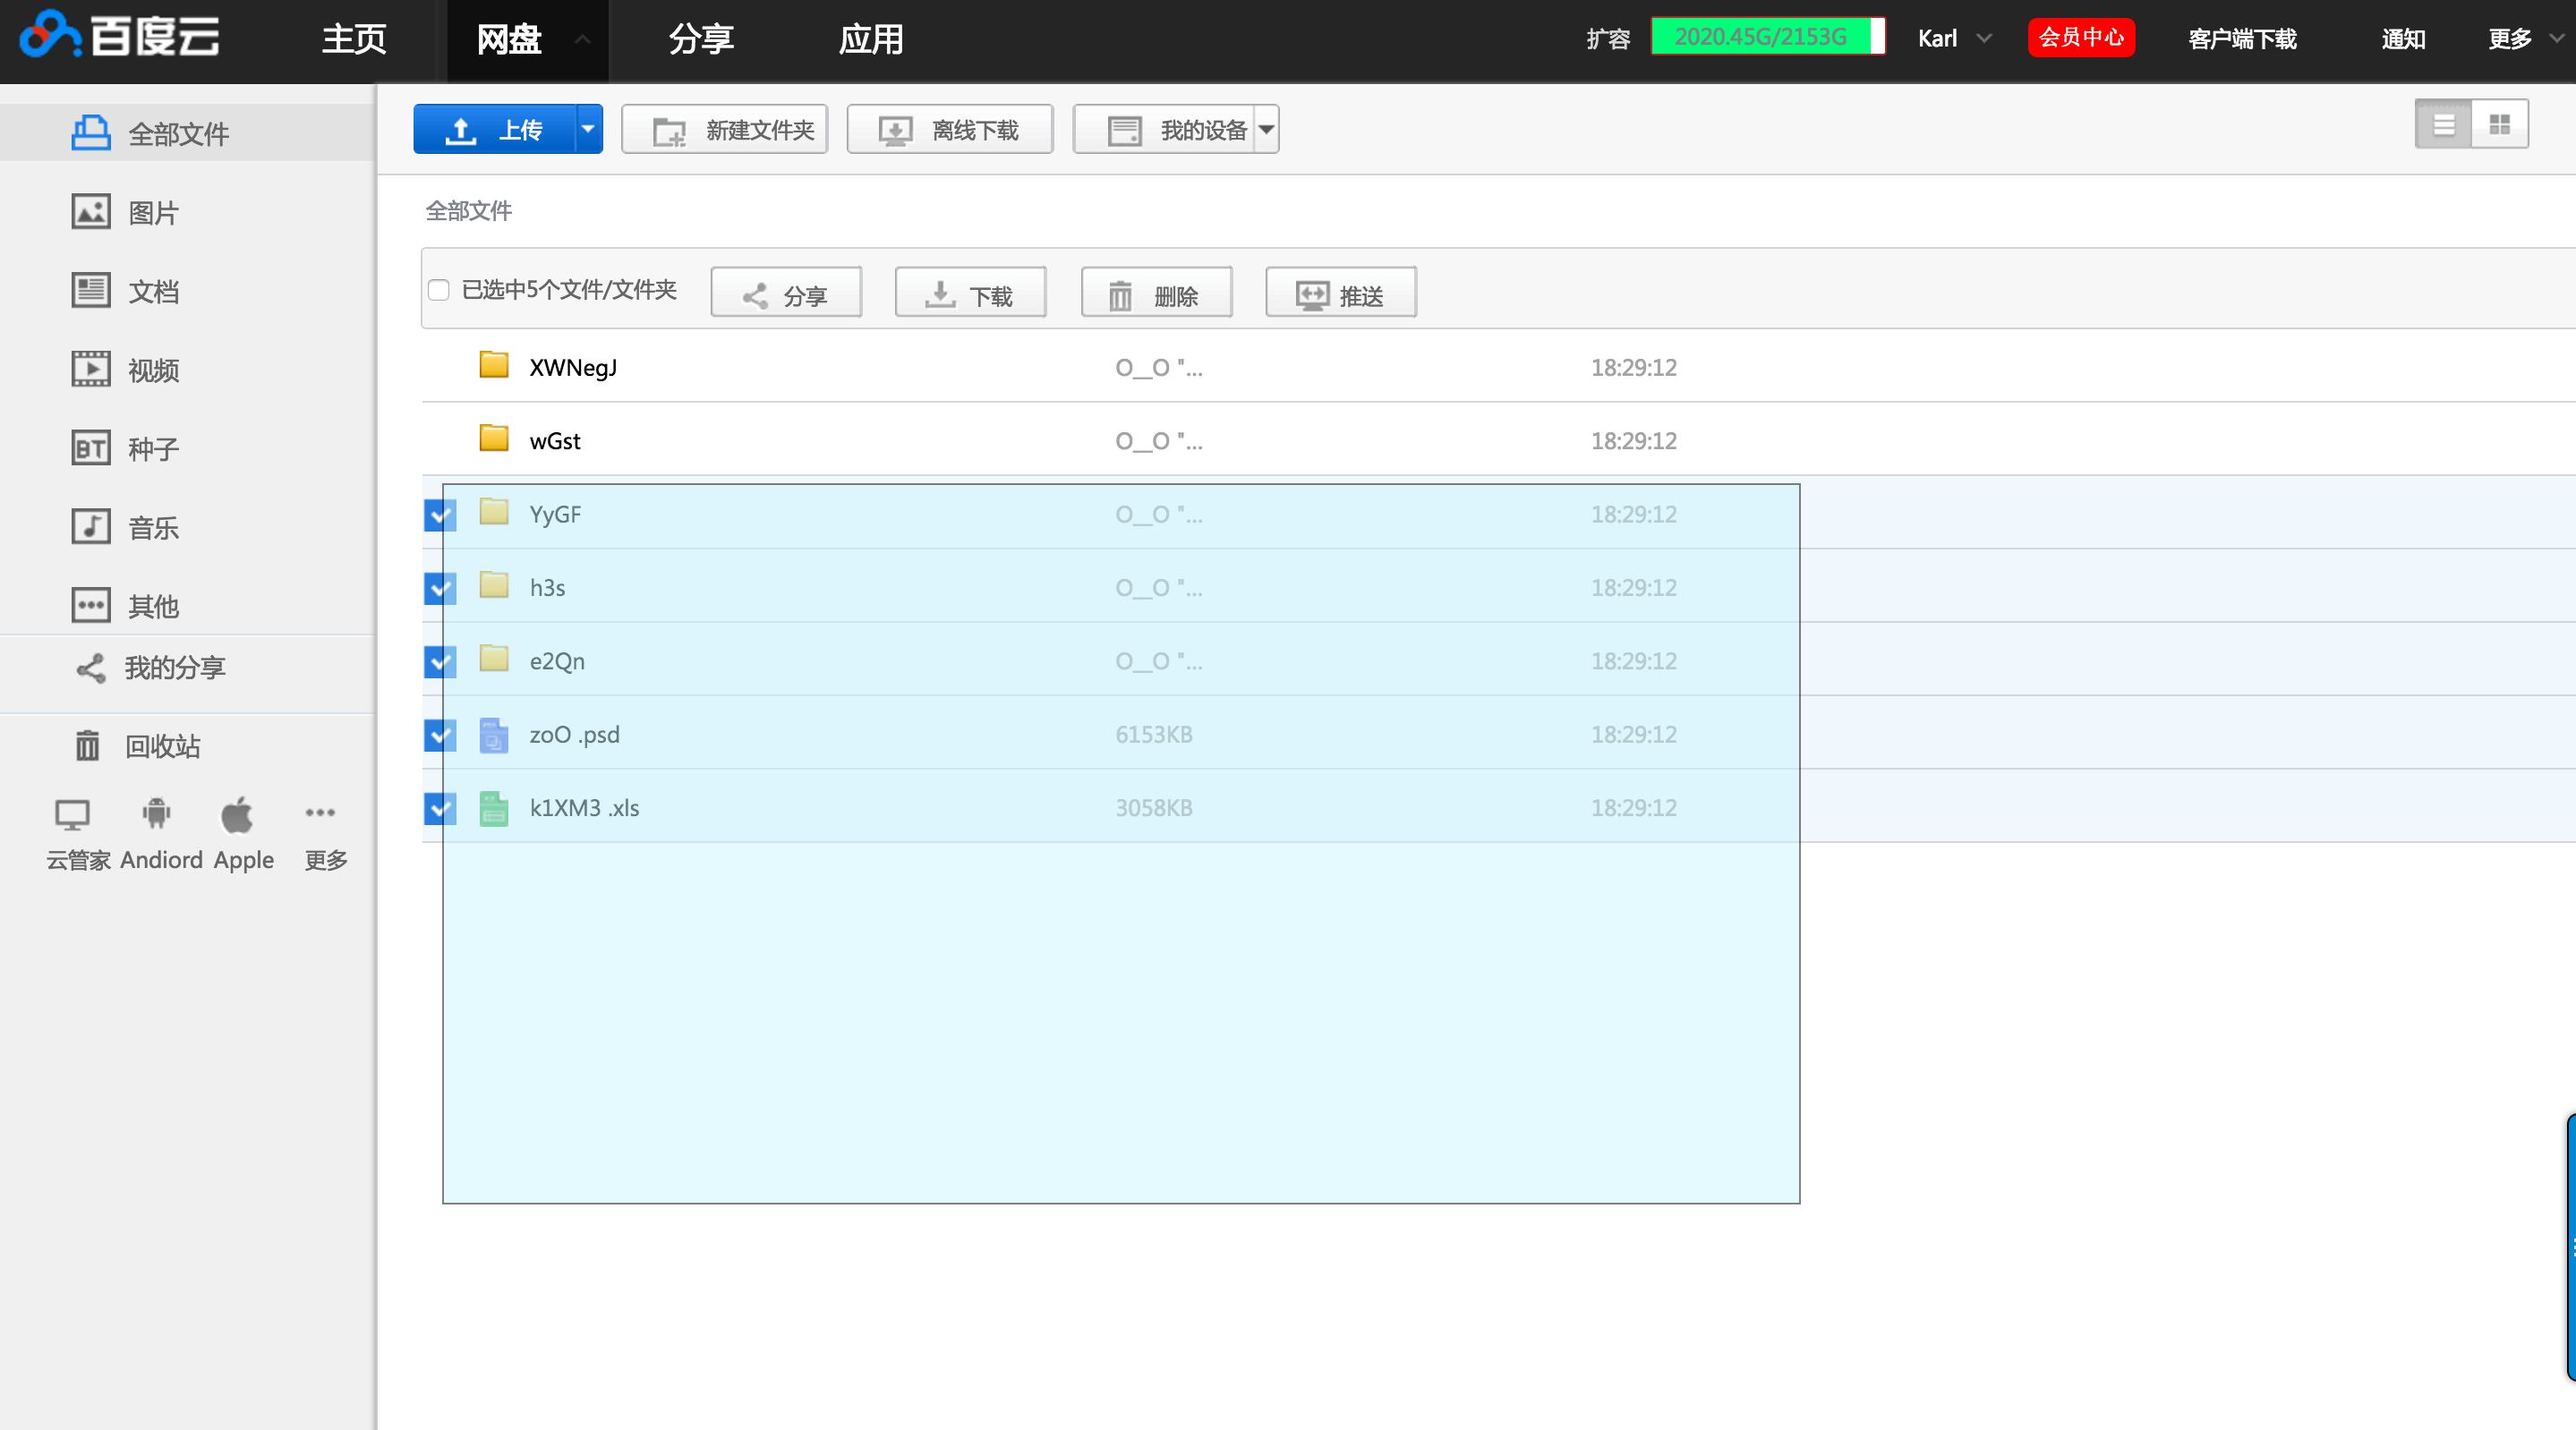 百度云 主页 网盘 分享 应用 扩容 2020.45G/2153G Karl 会员中心 客户端下载 通知 更多
全部文件
图片
文档
视频
BT 种子
音乐
其他
我的分享
回收站
云管家 Andiord Apple 更多
上传 新建文件夹 离线下载 我的设备
全部文件
已选中5个文件/文件夹 分享 下载 删除 推送
XWNegJ O__O "... 18:29:12
wGst O__O "... 18:29:12
YyGF O__O "... 18:29:12
h3s O__O "... 18:29:12
e2Qn O__O "... 18:29:12
zoO .psd 6153KB 18:29:12
k1XM3 .xls 3058KB 18:29:12